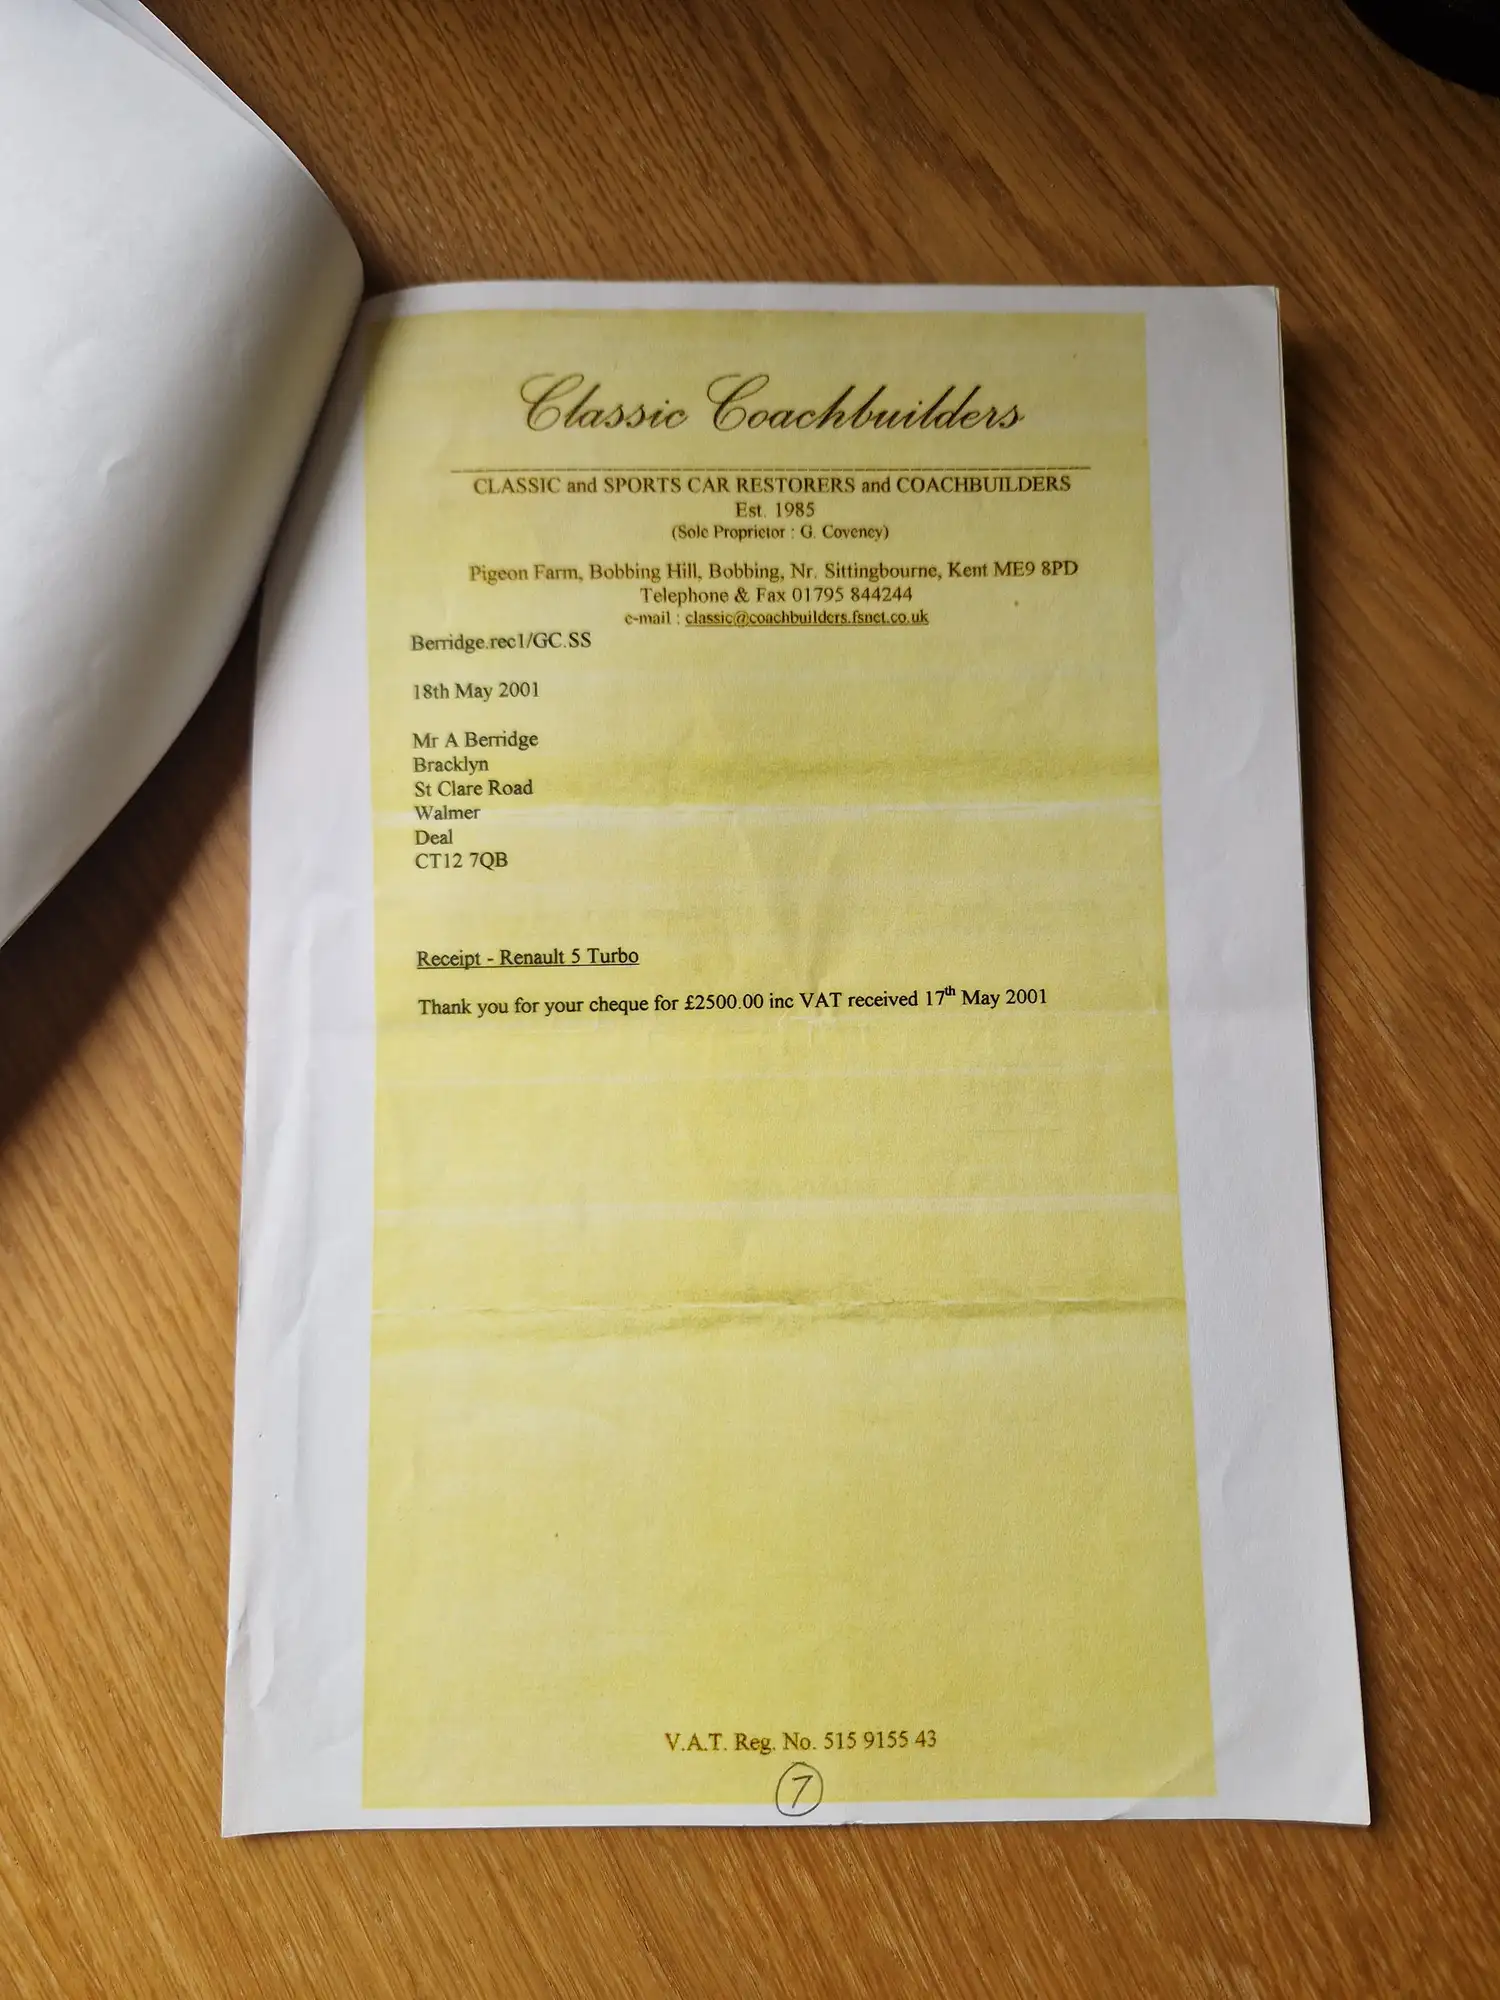 Classic Coachbuilders
CLASSIC and SPORTS CAR RESTORERS and COACHBUILDERS
Est. 1985
(Sole Proprietor : G. Coveney)
Pigeon Farm, Bobbing Hill, Bobbing, Nr. Sittingbourne, Kent ME9 8PD
Telephone & Fax 01795 844244
e-mail : classic@coachbuilders.fsnet.co.uk
Berridge.rec1/GC.SS
18th May 2001
Mr A Berridge
Bracklyn
St Clare Road
Walmer
Deal
CT12 7QB
Receipt - Renault 5 Turbo
Thank you for your cheque for £2500.00 inc VAT received 17th May 2001
V.A.T. Reg. No. 515 9155 43
7